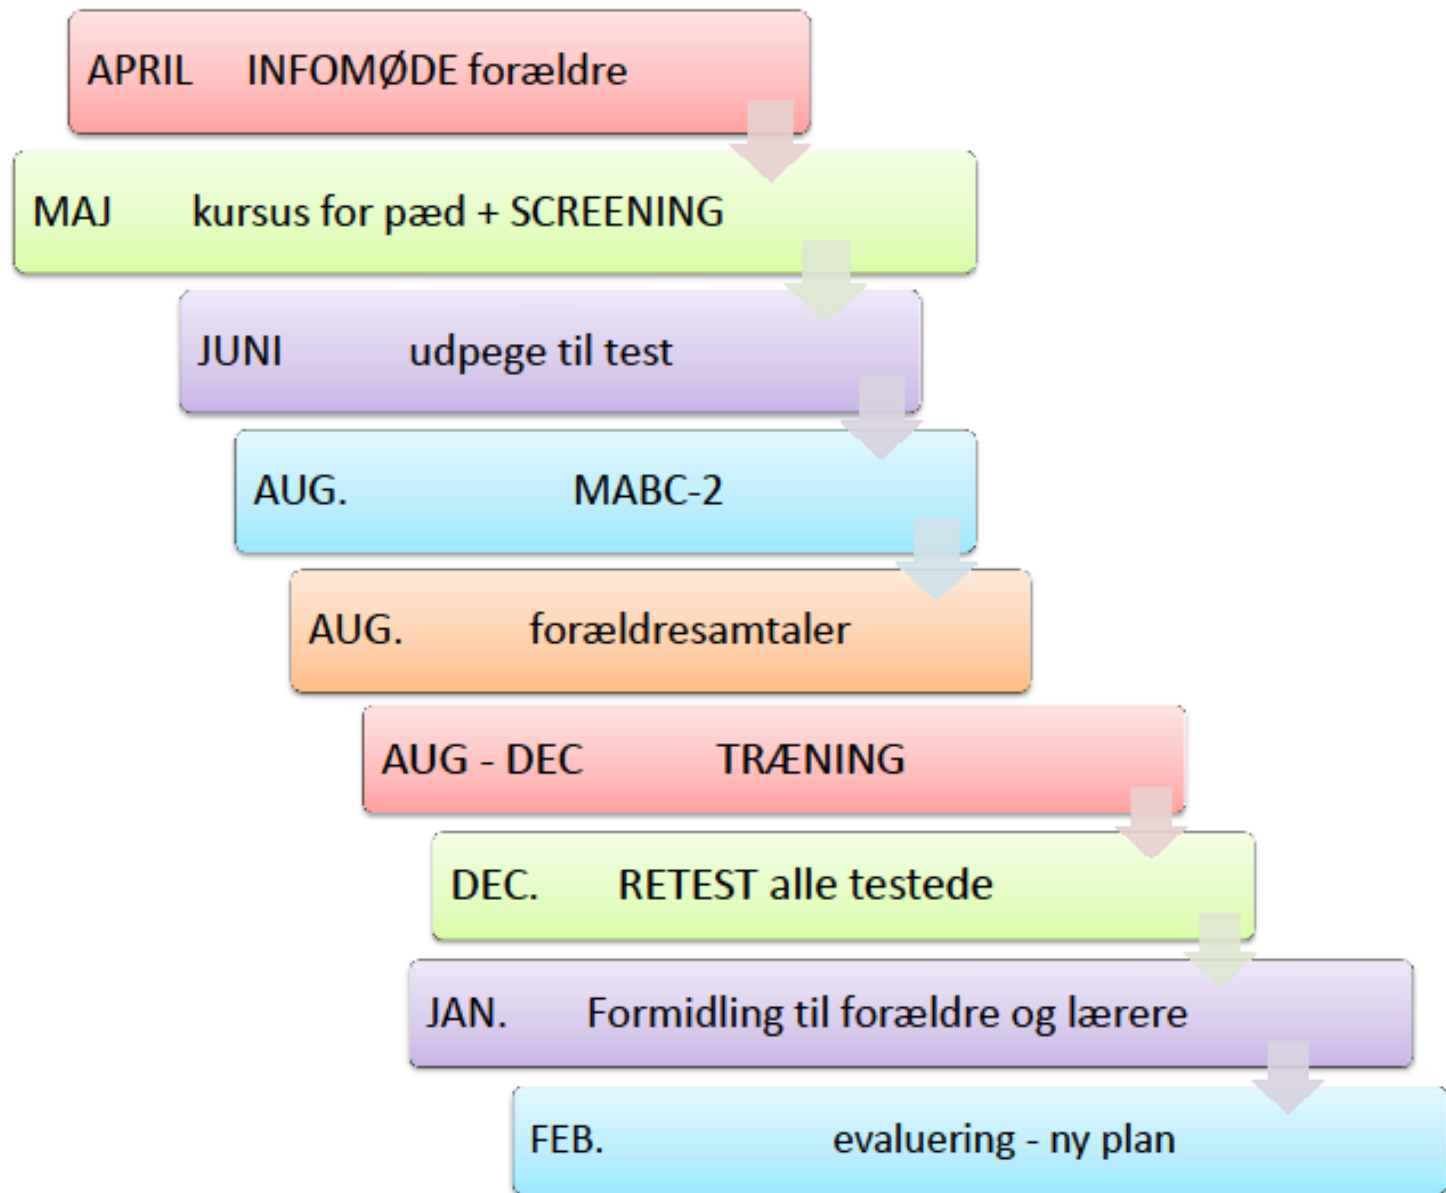 APRIL INFOMØDE forældre
MAJ kursus for pæd + SCREENING
JUNI udpege til test
AUG. MABC-2
AUG. forældresamtaler
AUG - DEC TRÆNING
DEC. RETEST alle testede
JAN. Formidling til forældre og lærere
FEB. evaluering - ny plan